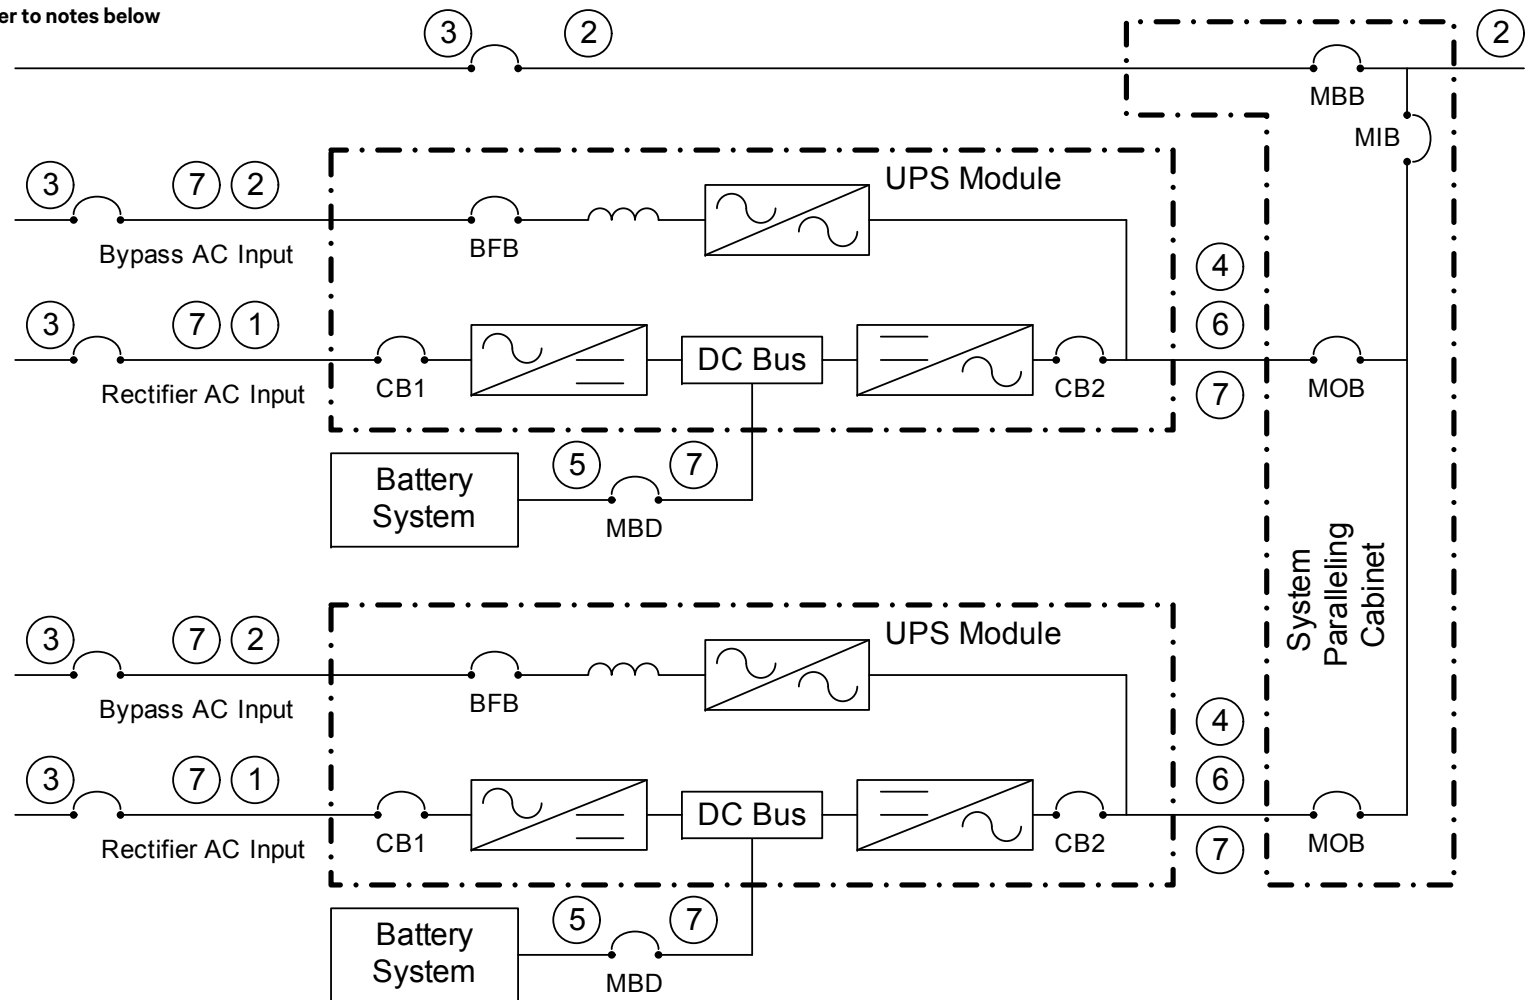 er to notes below
3 2 2
MBB
MIB
3 7 2
UPS Module
Bypass AC Input
BFB
4
3 7 1
6
DC Bus
Rectifier AC Input
CB1
CB2
7
MOB
5 7
Battery
System
MBD
System
Paralleling
Cabinet
3 7 2
UPS Module
Bypass AC Input
BFB
4
3 7 1
6
DC Bus
Rectifier AC Input
CB1
CB2
7
MOB
5 7
Battery
System
MBD